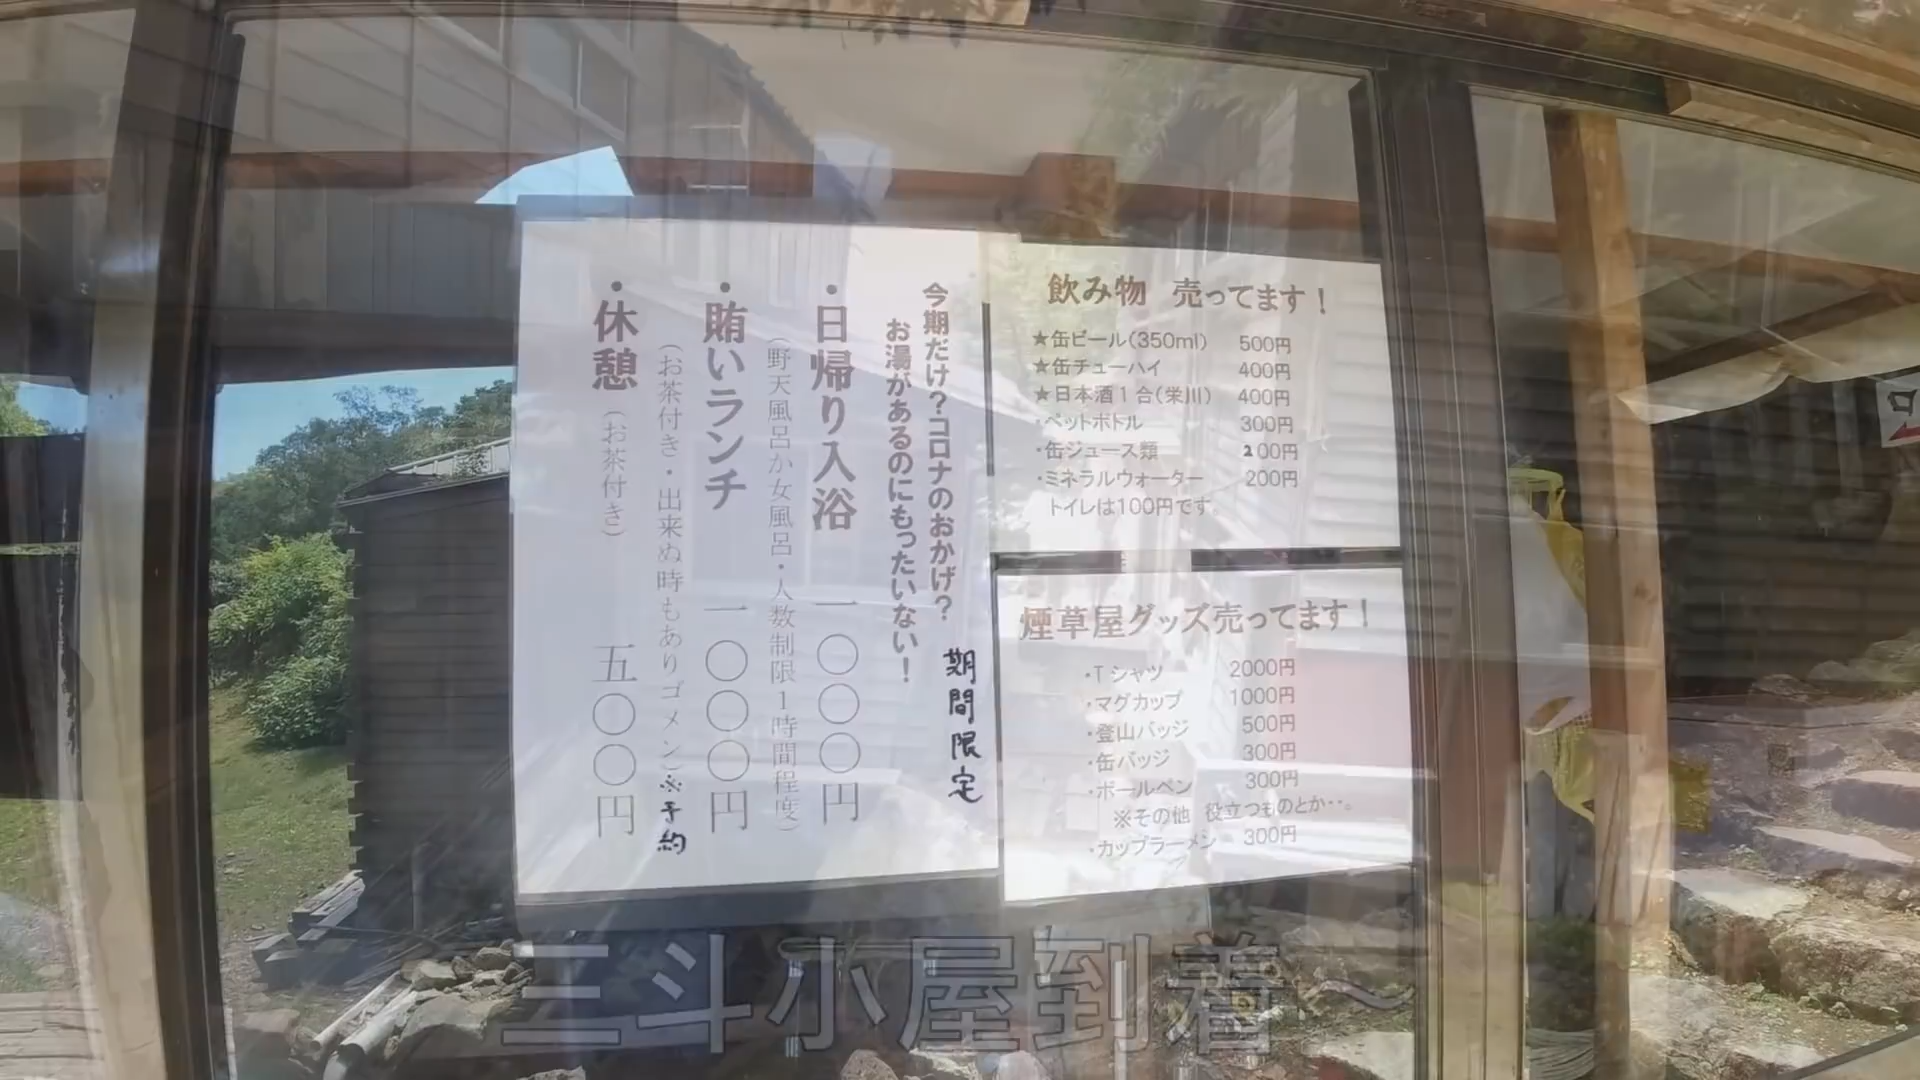 今期だけ？コロナのおかげ？ 期間限定
お湯があるのにもったいない！
・日帰り入浴 一〇〇〇円
（野天風呂か女風呂・人数制限１時間程度）
・賄いランチ 一〇〇〇円
（お茶付き・出来ぬ時もありゴメン）※予約
・休憩（お茶付き） 五〇〇円
飲み物 売ってます！
★缶ビール(350ml) 500円
★缶チューハイ 400円
★日本酒１合(栄川) 400円
・ペットボトル 300円
・缶ジュース類 200円
・ミネラルウォーター 200円
トイレは100円です。
煙草屋グッズ売ってます！
・Tシャツ 2000円
・マグカップ 1000円
・登山バッジ 500円
・缶バッジ 300円
・ボールペン 300円
※その他 役立つものとか・・。
・カップラーメン 300円
三斗小屋到着～